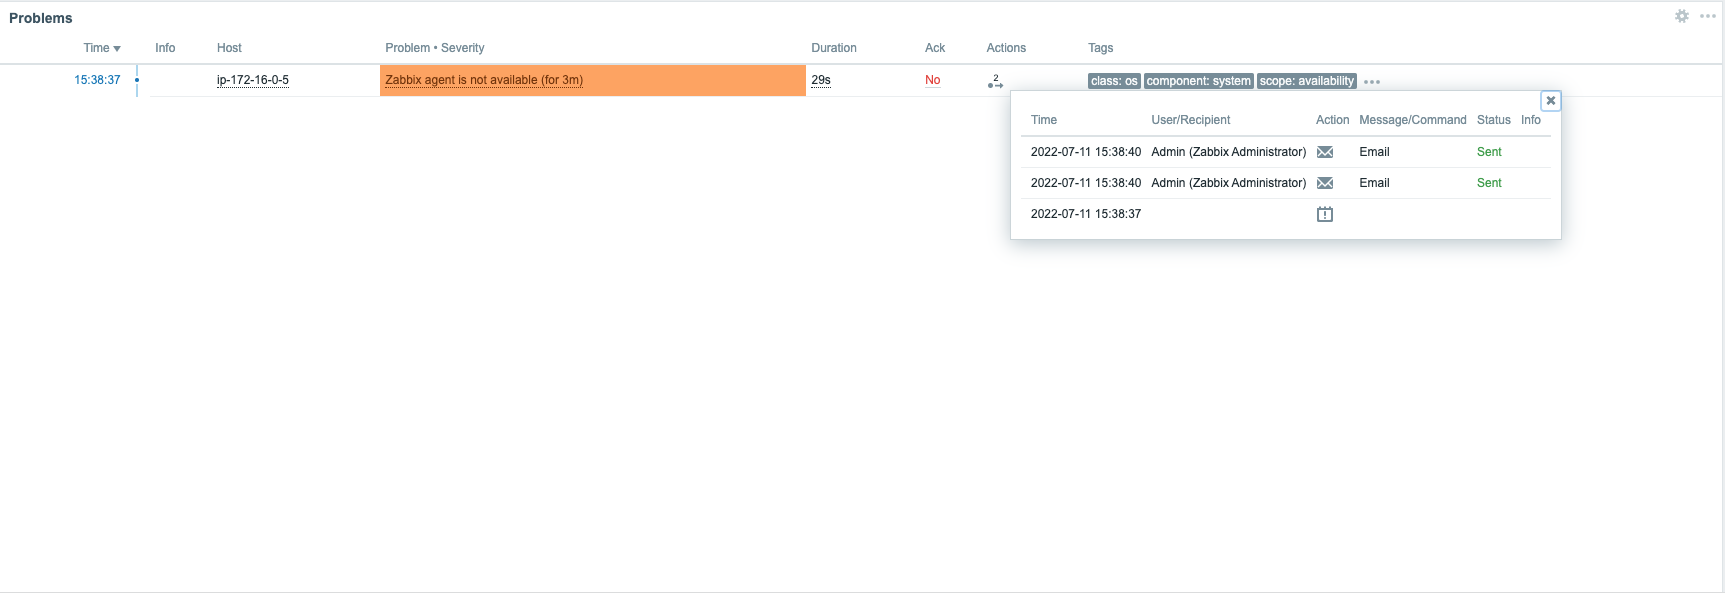 Problems
Time Info Host Problem • Severity Duration Ack Actions Tags
15:38:37 ip-172-16-0-5 Zabbix agent is not available (for 3m) 29s No 2 class: os component: system scope: availability
Time User/Recipient Action Message/Command Status Info
2022-07-11 15:38:40 Admin (Zabbix Administrator) Email Sent
2022-07-11 15:38:40 Admin (Zabbix Administrator) Email Sent
2022-07-11 15:38:37